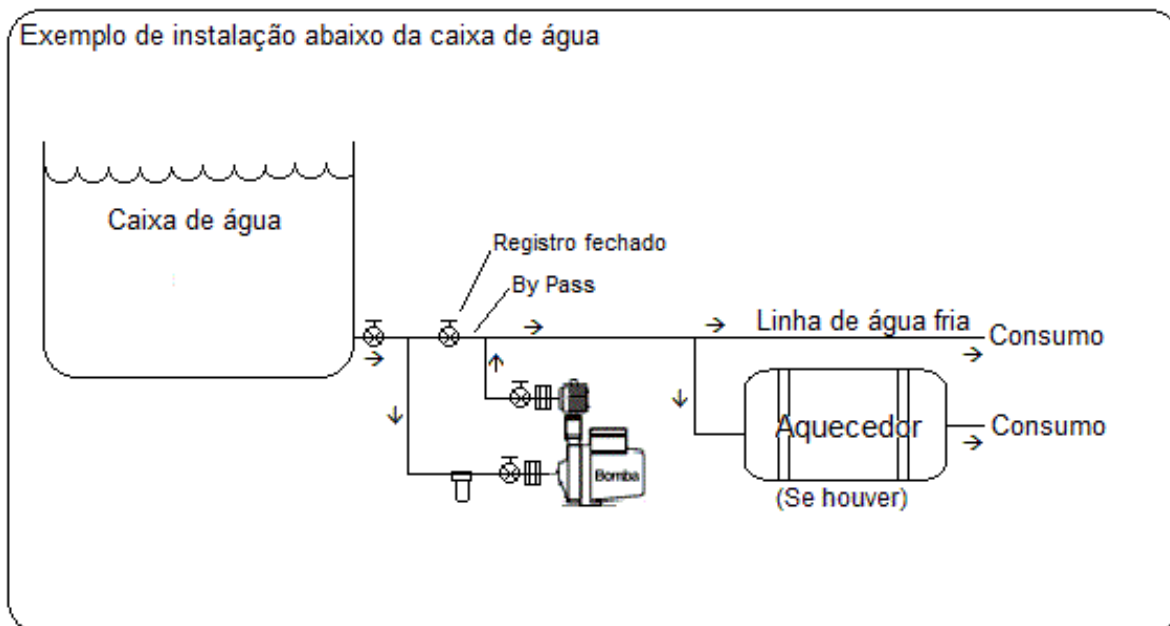 Exemplo de instalação abaixo da caixa de água
Caixa de água
Registro fechado
By Pass
Linha de água fria
Consumo
Aquecedor
Consumo
Bomba
(Se houver)